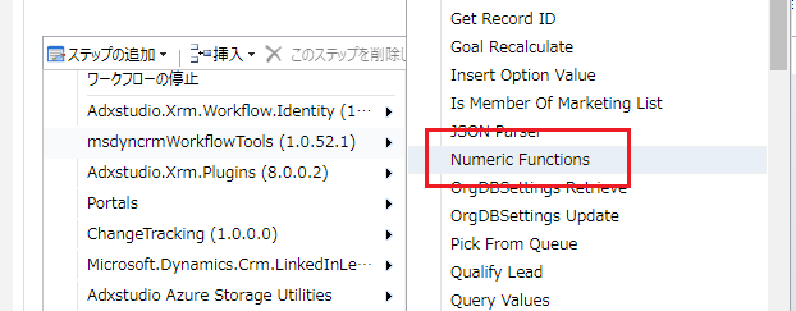 ステップの追加
挿入
このステップを削除し
ワークフローの停止
Adxstudio.Xrm.Workflow.Identity (1···
msdyncrmWorkflowTools (1.0.52.1)
Adxstudio.Xrm.Plugins (8.0.0.2)
Portals
ChangeTracking (1.0.0.0)
Microsoft.Dynamics.Crm.LinkedInLe···
Adxstudio Azure Storage Utilities
Get Record ID
Goal Recalculate
Insert Option Value
Is Member Of Marketing List
JSON Parser
Numeric Functions
OrgDBSettings Retrieve
OrgDBSettings Update
Pick From Queue
Qualify Lead
Query Values